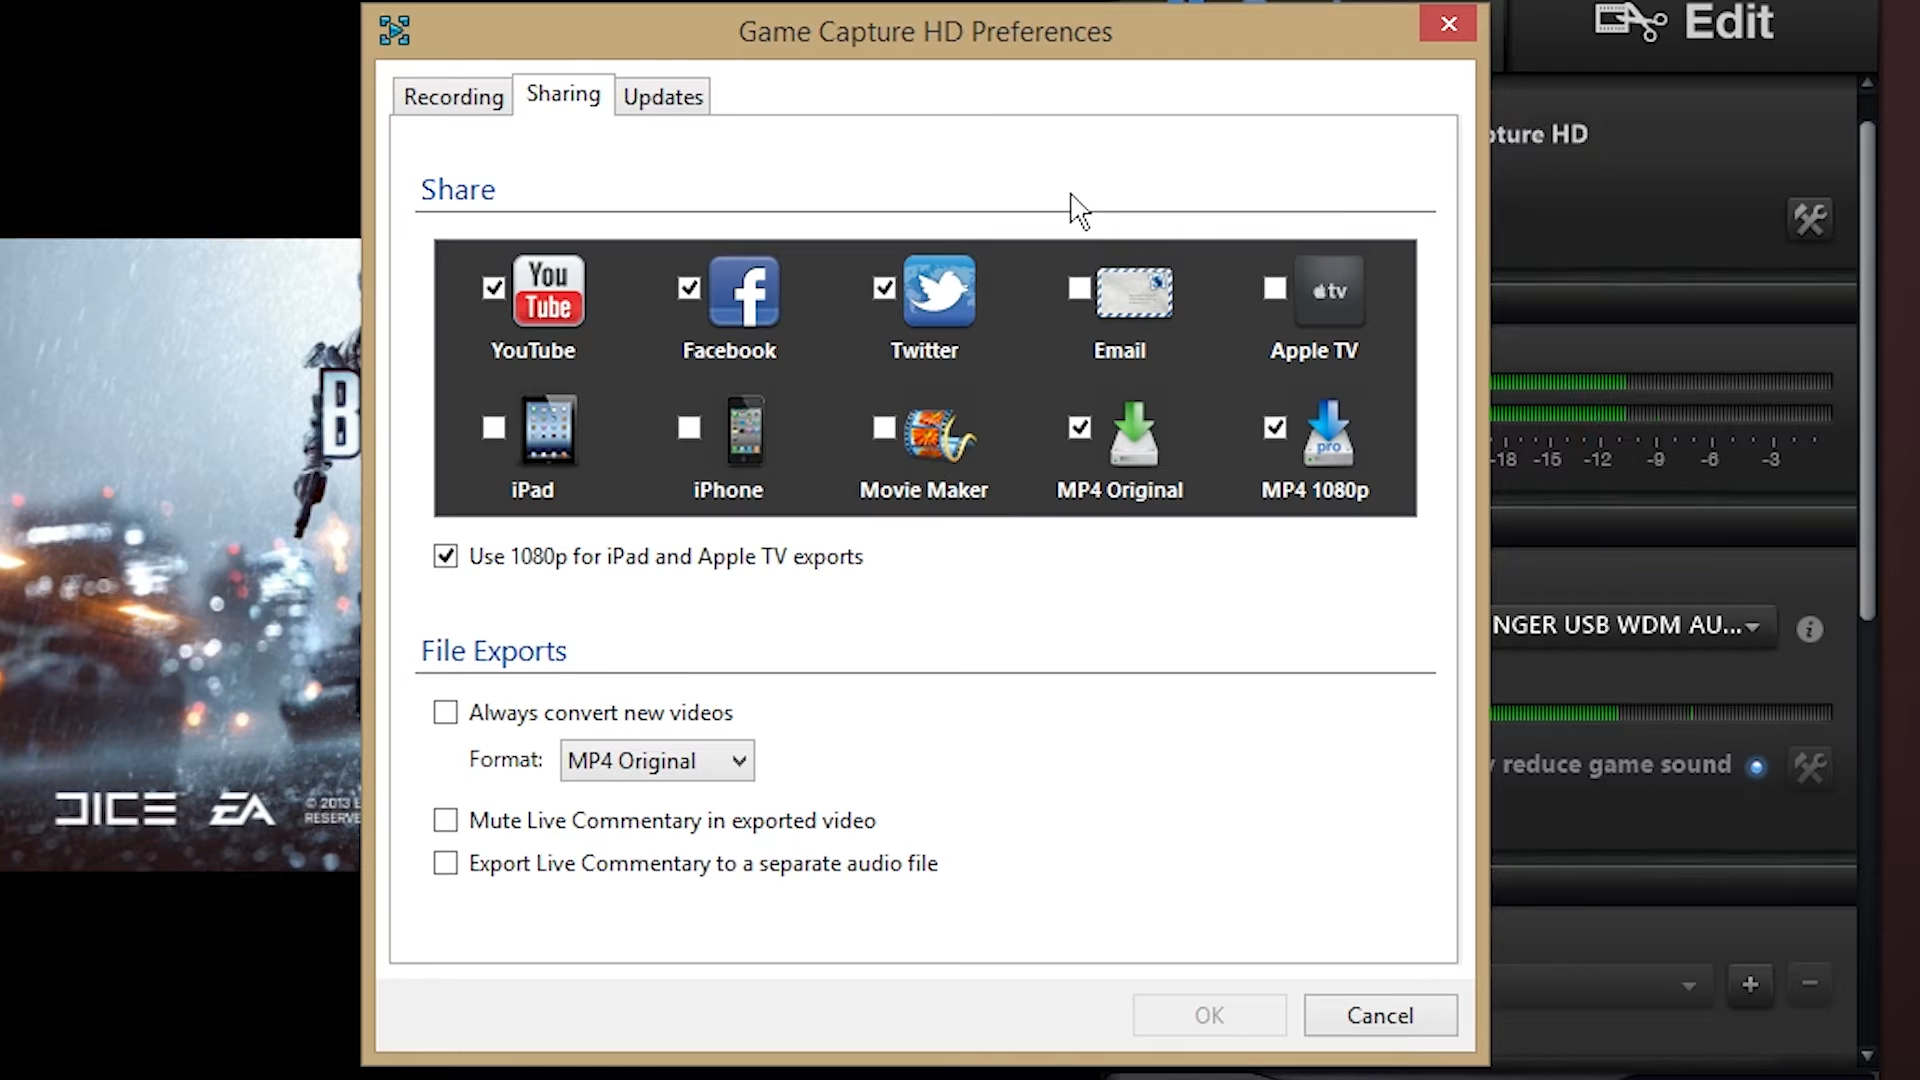 Game Capture HD Preferences
Edit
Recording
Sharing
Updates
Share
You
Tube
tv
YouTube
Facebook
Twitter
Email
Apple TV
pro
iPad
iPhone
Movie Maker
MP4 Original
MP4 1080p
Use 1080p for iPad and Apple TV exports
File Exports
Always convert new videos
Format:
MP4 Original
Mute Live Commentary in exported video
Export Live Commentary to a separate audio file
OK
Cancel
pture HD
-18 -15 -12 -9 -6 -3
NGER USB WDM AU...
reduce game sound
B
DICE EA
© 2013 E
RESERVE